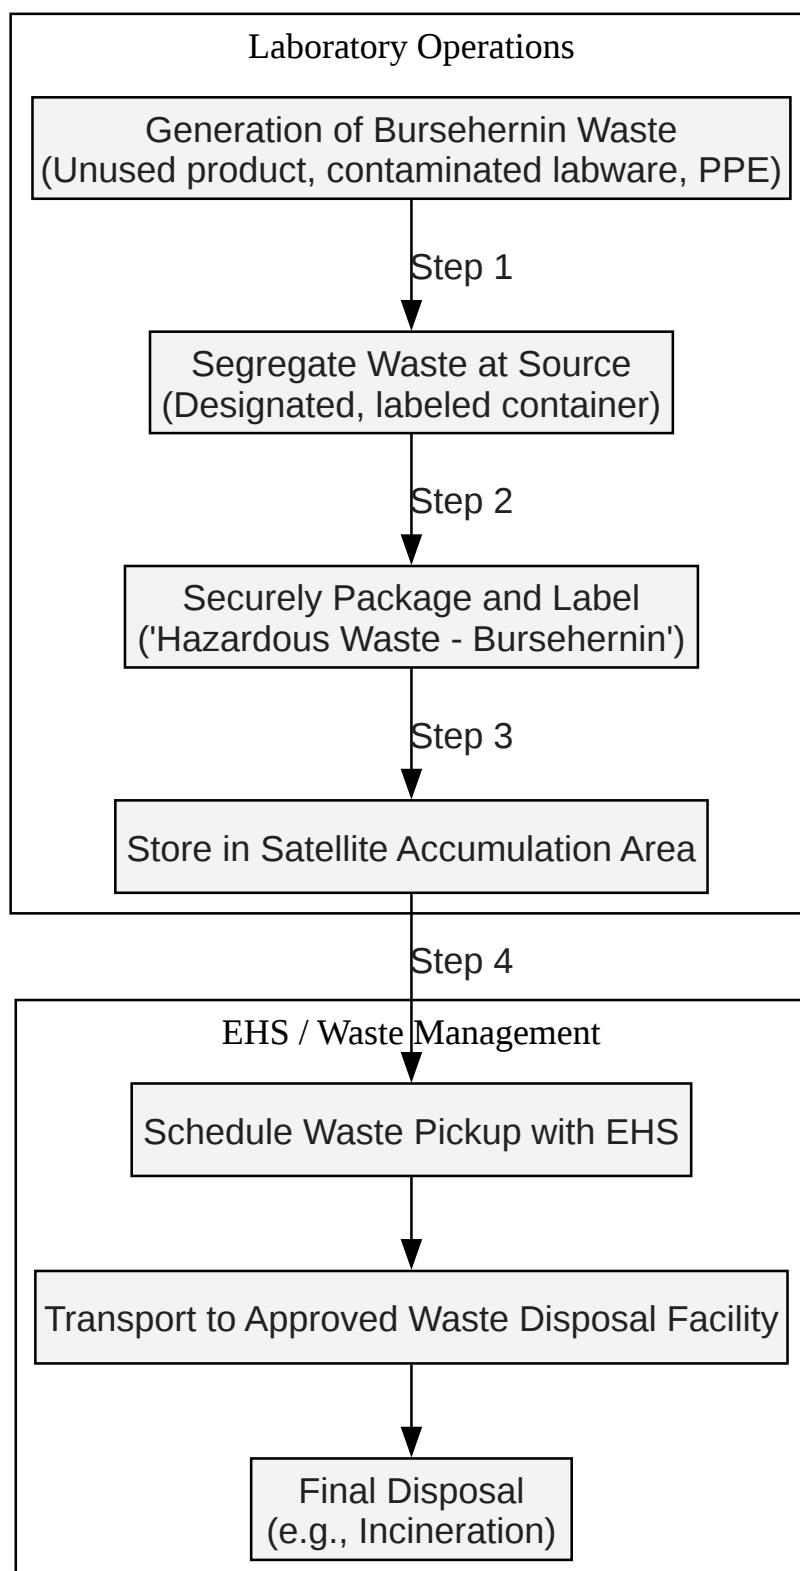 Laboratory Operations
Generation of Bursehernin Waste
(Unused product, contaminated labware, PPE)
Step 1
Segregate Waste at Source
(Designated, labeled container)
Step 2
Securely Package and Label
('Hazardous Waste - Bursehernin')
Step 3
Store in Satellite Accumulation Area
Step 4
EHS / Waste Management
Schedule Waste Pickup with EHS
Transport to Approved Waste Disposal Facility
Final Disposal
(e.g., Incineration)